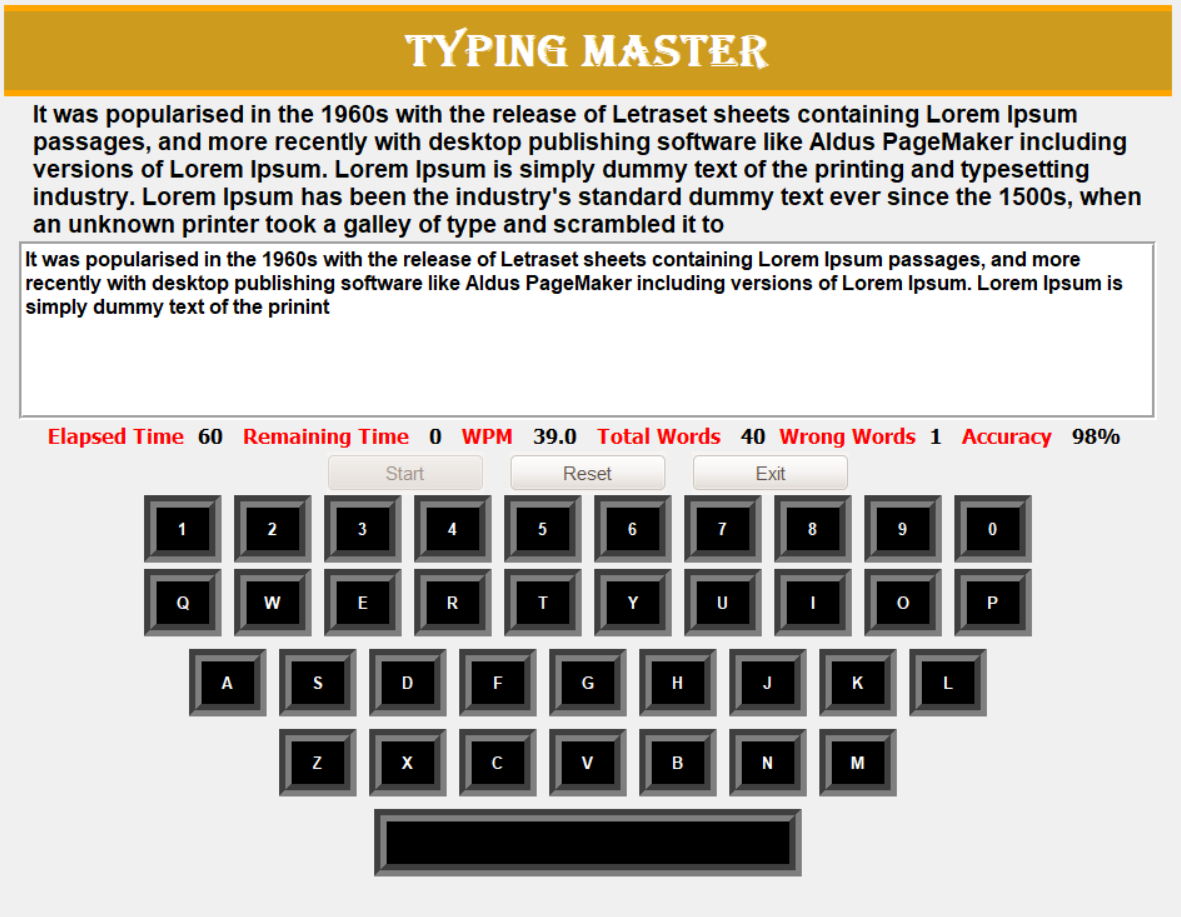 TYPING MASTER
It was popularised in the 1960s with the release of Letraset sheets containing Lorem Ipsum
passages, and more recently with desktop publishing software like Aldus PageMaker including
versions of Lorem Ipsum. Lorem Ipsum is simply dummy text of the printing and typesetting
industry. Lorem Ipsum has been the industry's standard dummy text ever since the 1500s, when
an unknown printer took a galley of type and scrambled it to
It was popularised in the 1960s with the release of Letraset sheets containing Lorem Ipsum passages, and more
recently with desktop publishing software like Aldus PageMaker including versions of Lorem Ipsum. Lorem Ipsum is
simply dummy text of the prinint
Elapsed Time 60 Remaining Time 0 WPM 39.0 Total Words 40 Wrong Words 1 Accuracy 98%
Start Reset Exit
1 2 3 4 5 6 7 8 9 0
Q W E R T Y U I O P
A S D F G H J K L
Z X C V B N M